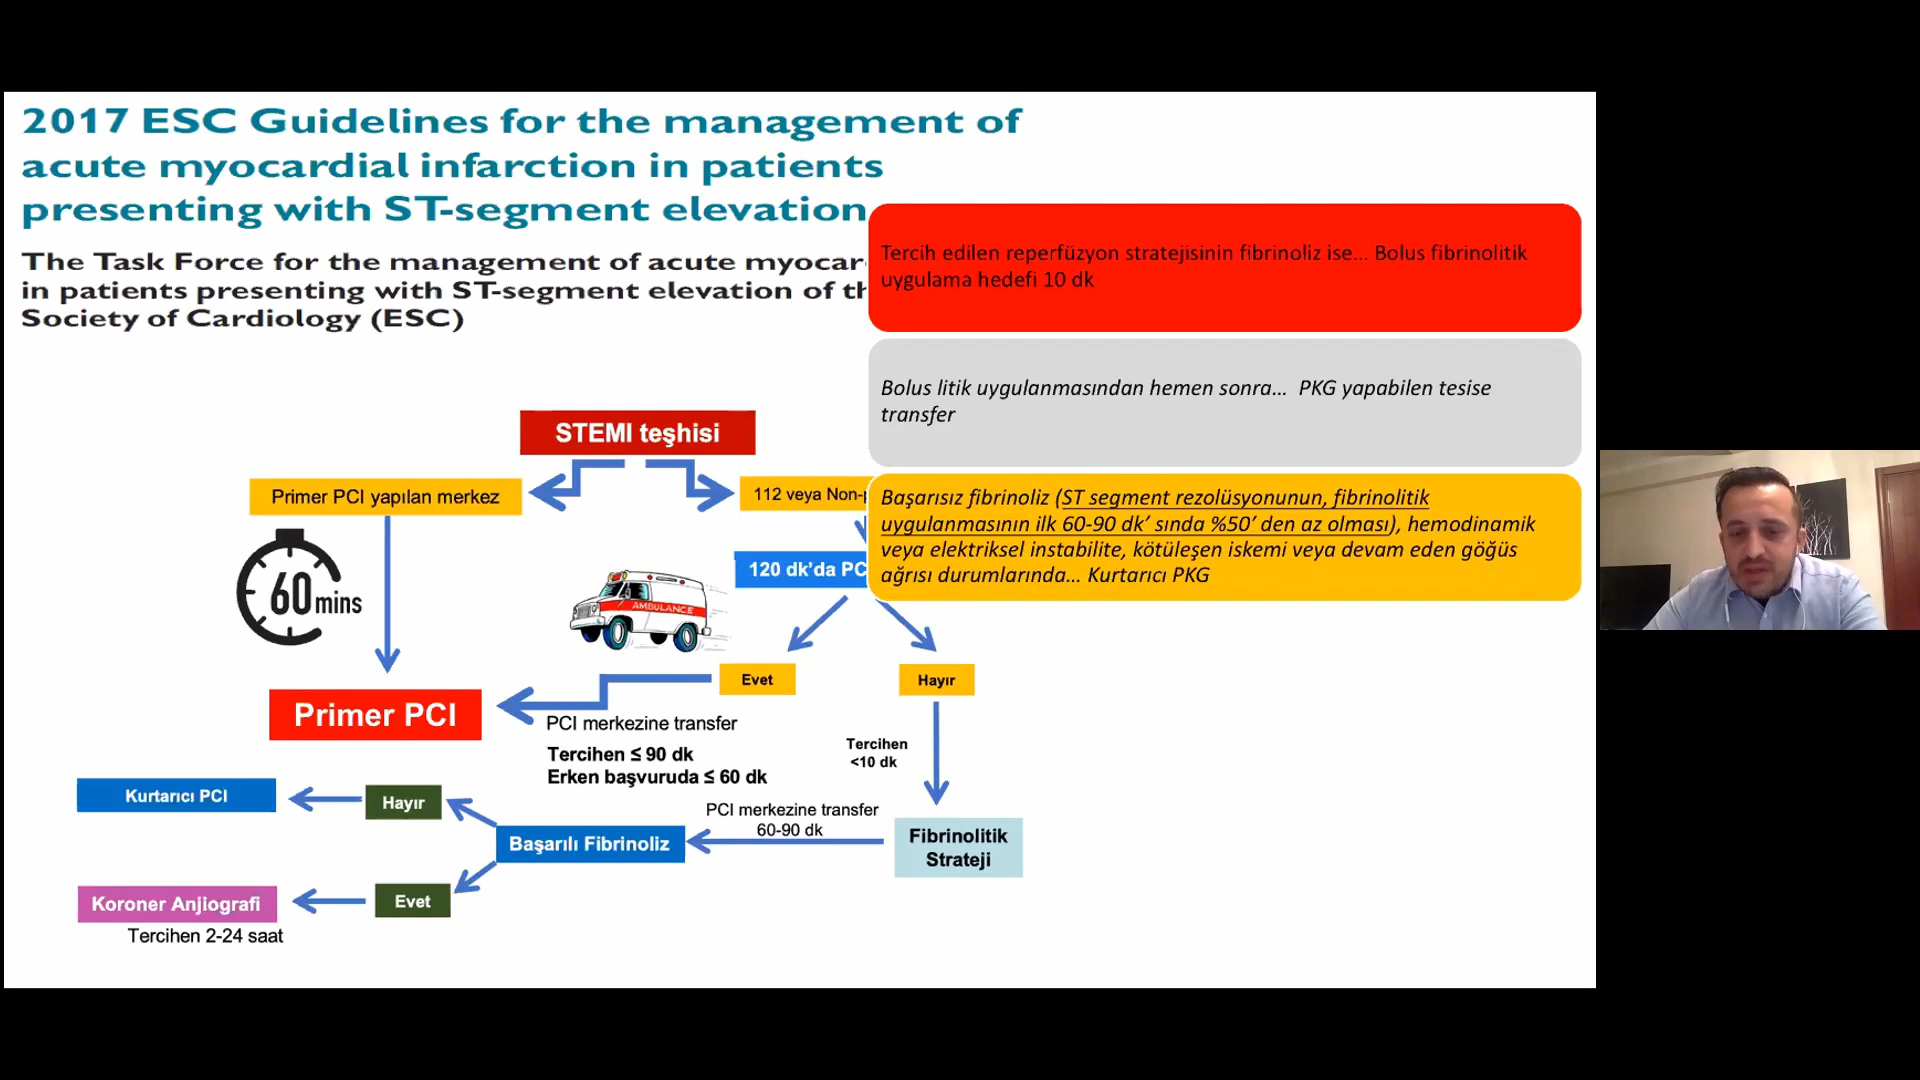 2017 ESC Guidelines for the management of
acute myocardial infarction in patients
presenting with ST-segment elevation
The Task Force for the management of acute myocar
in patients presenting with ST-segment elevation of th
Society of Cardiology (ESC)
Tercih edilen reperfüzyon stratejisinin fibrinoliz ise... Bolus fibrinolitik
uygulama hedefi 10 dk
Bolus litik uygulanmasından hemen sonra... PKG yapabilen tesise
transfer
Başarısız fibrinoliz (ST segment rezolüsyonunun, fibrinolitik
uygulanmasının ilk 60-90 dk' sında %50' den az olması), hemodinamik
veya elektriksel instabilite, kötüleşen iskemi veya devam eden göğüs
ağrısı durumlarında... Kurtarıcı PKG
STEMI teşhisi
Primer PCI yapılan merkez
112 veya Non-p
60 mins
120 dk'da PC
AMBULANCE
Evet
Hayır
Primer PCI
PCI merkezine transfer
Tercihen ≤ 90 dk
Erken başvuruda ≤ 60 dk
Tercihen
<10 dk
Kurtarıcı PCI
Hayır
PCI merkezine transfer
60-90 dk
Başarılı Fibrinoliz
Fibrinolitik
Strateji
Koroner Anjiografi
Evet
Tercihen 2-24 saat